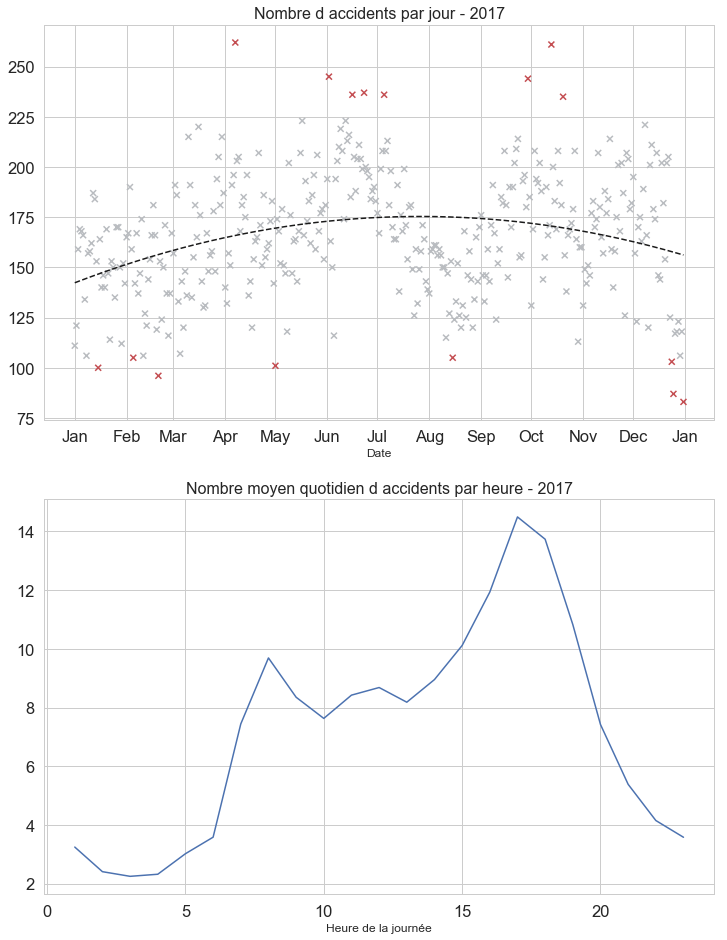 Nombre d accidents par jour - 2017
250
225
200
175
150
125
100
75
Jan Feb Mar Apr May Jun Jul Aug Sep Oct Nov Dec Jan
Date
Nombre moyen quotidien d accidents par heure - 2017
14
12
10
8
6
4
2
0 5 10 15 20
Heure de la journée